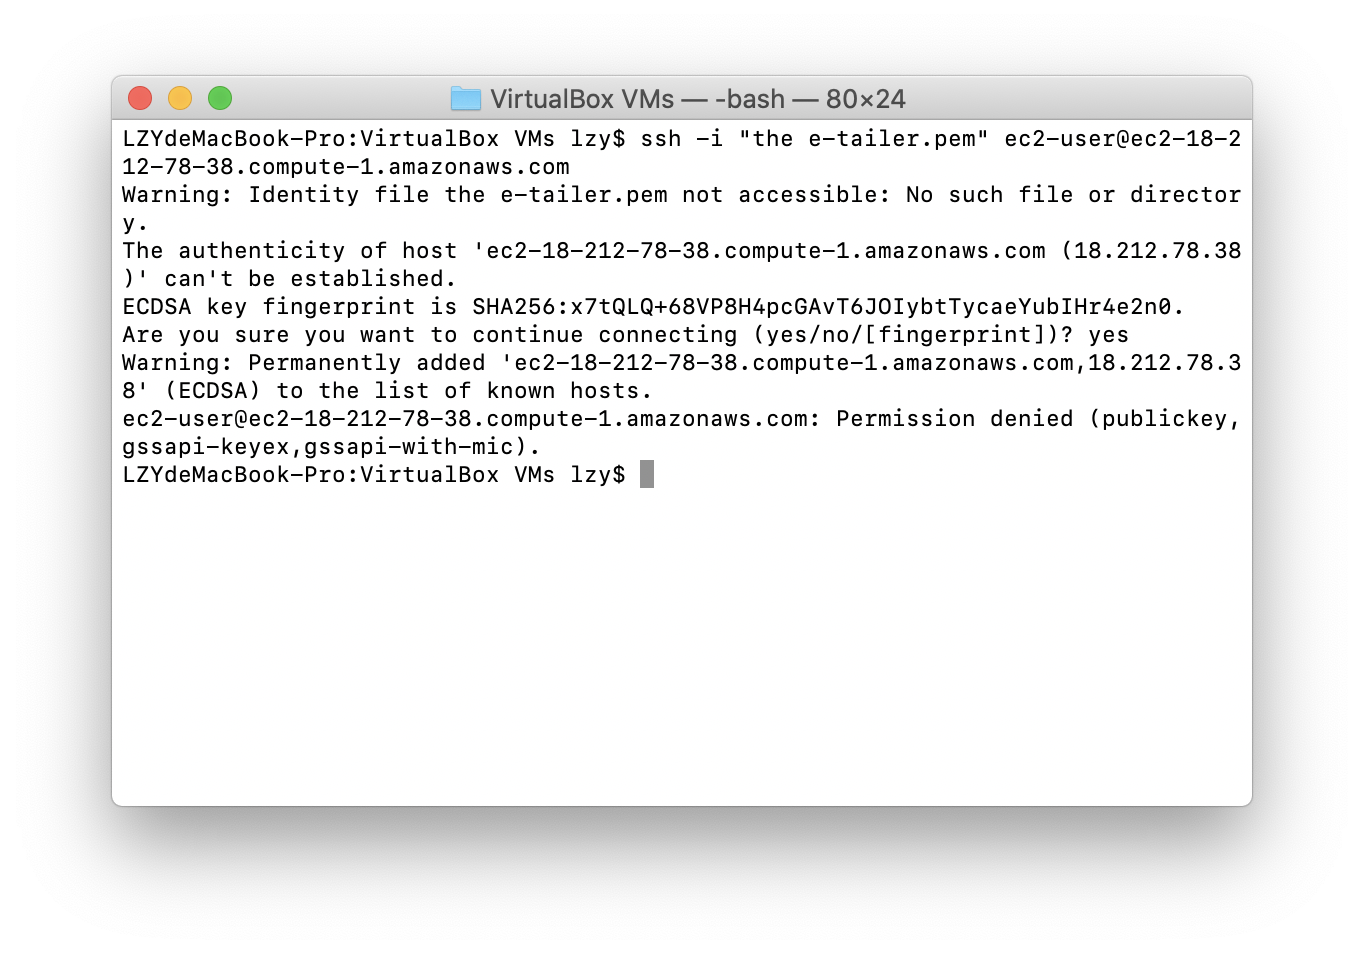 VirtualBox VMs — -bash — 80×24
LZYdeMacBook-Pro:VirtualBox VMs lzy$ ssh -i "the e-tailer.pem" ec2-user@ec2-18-2
12-78-38.compute-1.amazonaws.com
Warning: Identity file the e-tailer.pem not accessible: No such file or director
y.
The authenticity of host 'ec2-18-212-78-38.compute-1.amazonaws.com (18.212.78.38
)' can't be established.
ECDSA key fingerprint is SHA256:x7tQLQ+68VP8H4pcGAvT6JOIybtTycaeYubIHr4e2n0.
Are you sure you want to continue connecting (yes/no/[fingerprint])? yes
Warning: Permanently added 'ec2-18-212-78-38.compute-1.amazonaws.com,18.212.78.3
8' (ECDSA) to the list of known hosts.
ec2-user@ec2-18-212-78-38.compute-1.amazonaws.com: Permission denied (publickey,
gssapi-keyex,gssapi-with-mic).
LZYdeMacBook-Pro:VirtualBox VMs lzy$